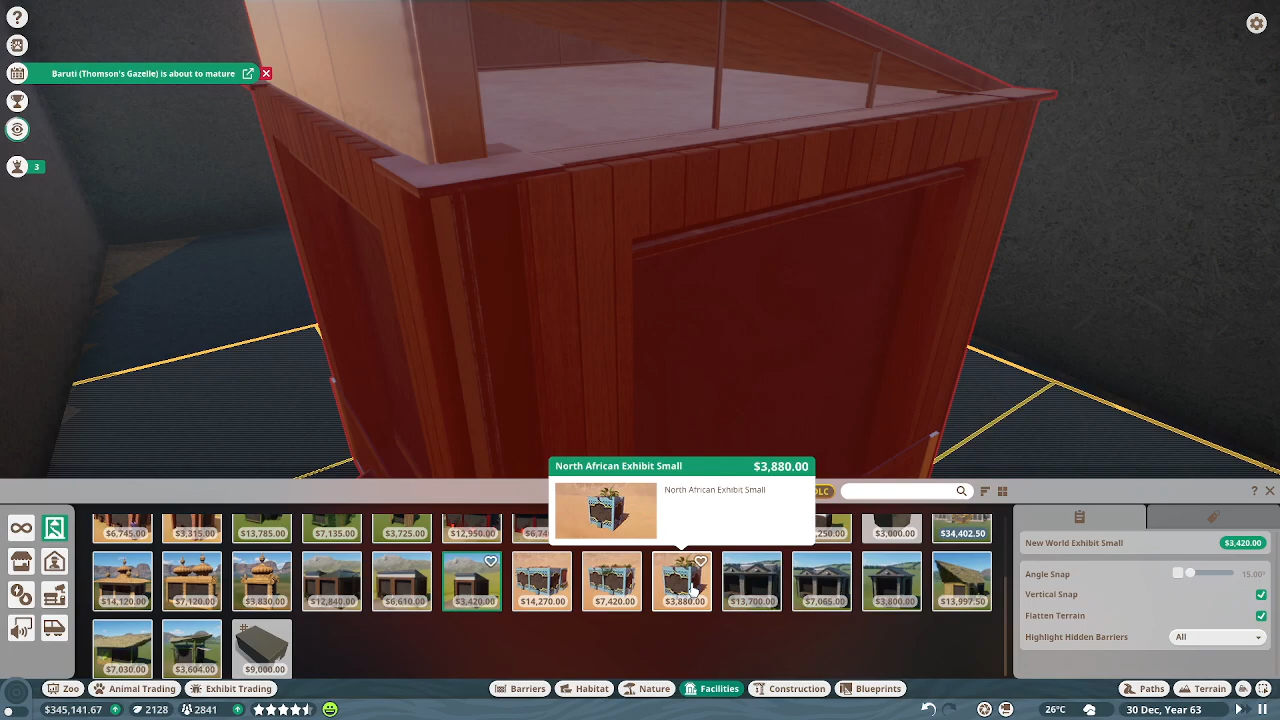 Baruti (Thomson's Gazelle) is about to mature
3
North African Exhibit Small $3,880.00
North African Exhibit Small
DLC
$6,745.00 $3,315.00 $13,785.00 $7,135.00 $3,725.00 $12,950.00 $3,000.00 $34,402.50
New World Exhibit Small $3,420.00
$14,120.00 $7,120.00 $3,830.00 $12,840.00 $6,610.00 $3,420.00 $14,270.00 $7,420.00 $3,880.00 $13,700.00 $7,065.00 $3,800.00 $13,997.50
Angle Snap 15.00°
Vertical Snap
Flatten Terrain
Highlight Hidden Barriers All
$7,030.00 $3,604.00 $9,000.00
Zoo Animal Trading Exhibit Trading Barriers Habitat Nature Facilities Construction Blueprints Paths Terrain
$345,141.67 2128 2841 26°C 30 Dec, Year 63